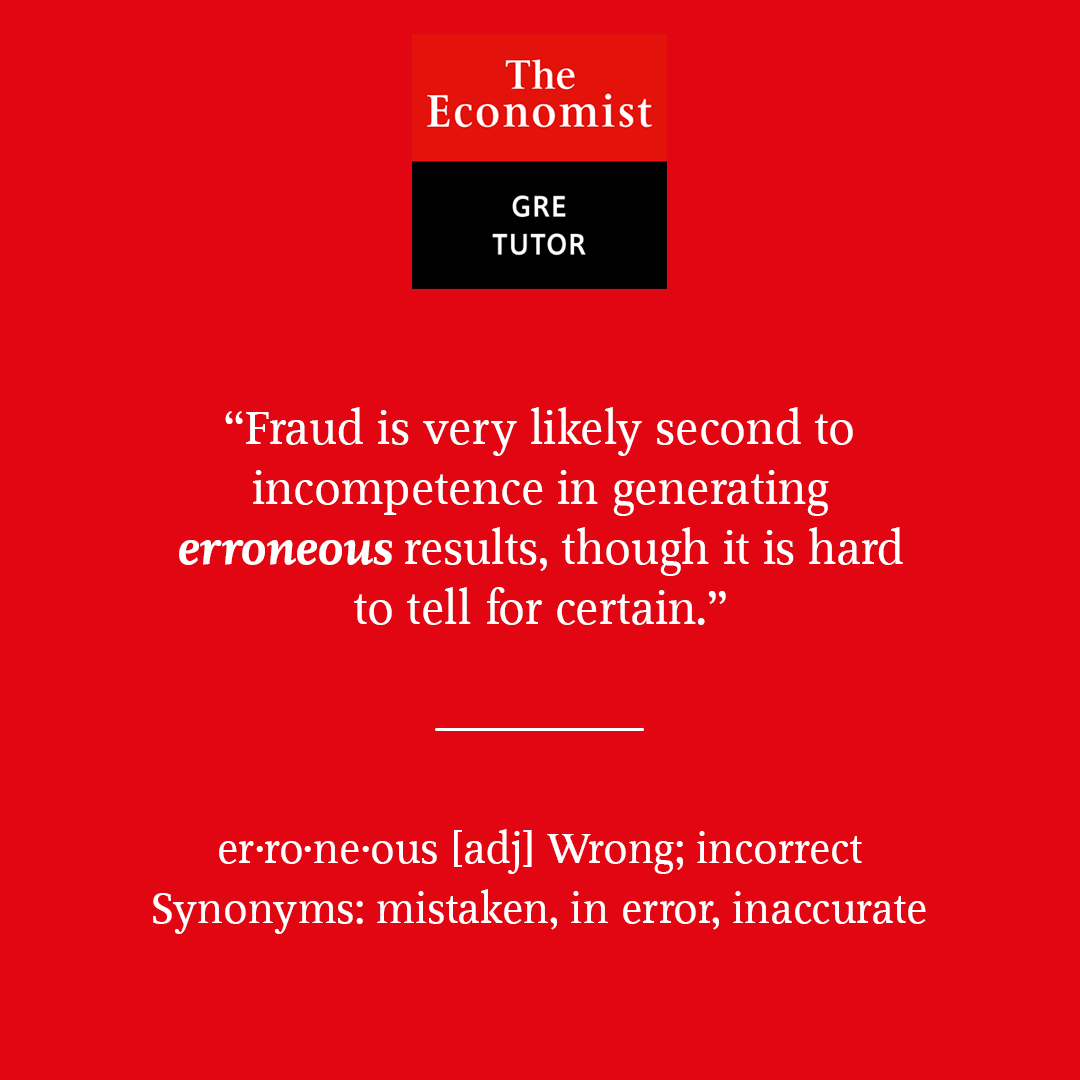 The
Economist
GRE
TUTOR
“Fraud is very likely second to
incompetence in generating
erroneous results, though it is hard
to tell for certain.”
er·ro·ne·ous [adj] Wrong; incorrect
Synonyms: mistaken, in error, inaccurate